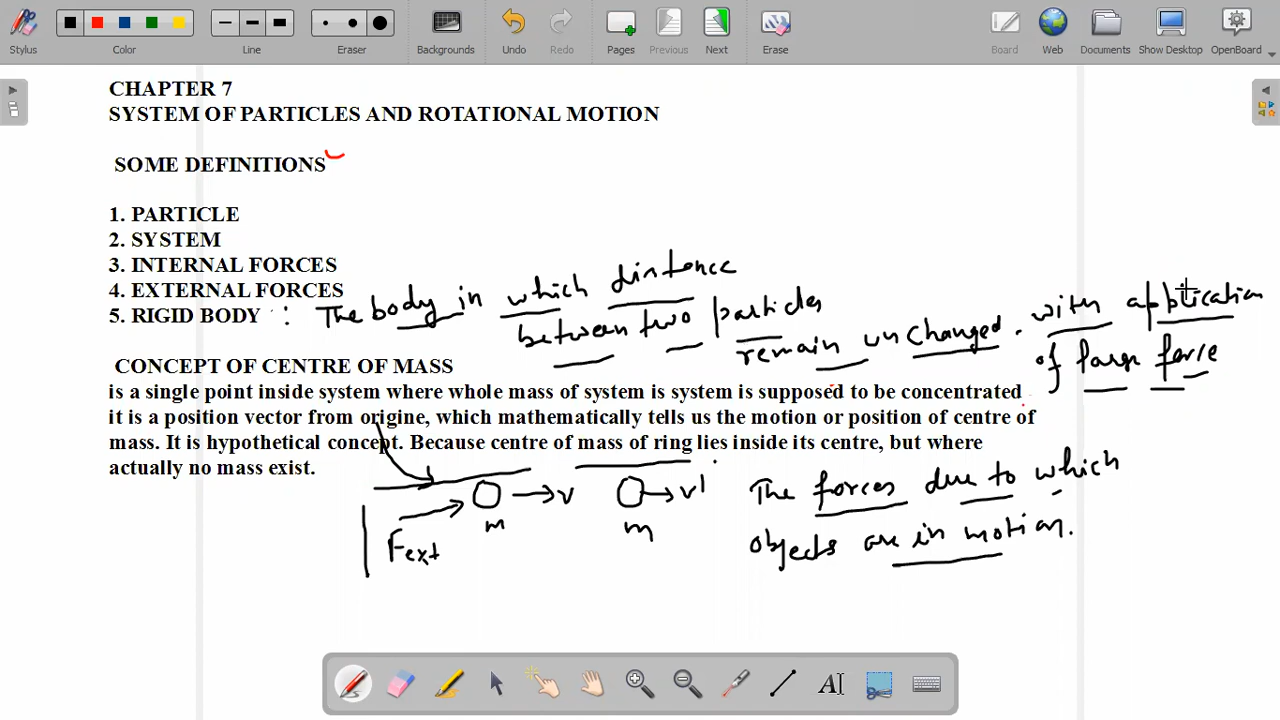 Stylus
Color
Line
Eraser
Backgrounds
Undo
Redo
Pages
Previous
Next
Erase
Board
Web
Documents
Show Desktop
OpenBoard
CHAPTER 7
SYSTEM OF PARTICLES AND ROTATIONAL MOTION
SOME DEFINITIONS
1. PARTICLE
2. SYSTEM
3. INTERNAL FORCES
4. EXTERNAL FORCES
5. RIGID BODY : The body in which distance
between two particles
remain unchanged. with application
of large force
CONCEPT OF CENTRE OF MASS
is a single point inside system where whole mass of system is system is supposed to be concentrated
it is a position vector from origine, which mathematically tells us the motion or position of centre of
mass. It is hypothetical concept. Because centre of mass of ring lies inside its centre, but where
actually no mass exist.
Fext
m
v
m
v1
The forces due to which
objects are in motion.